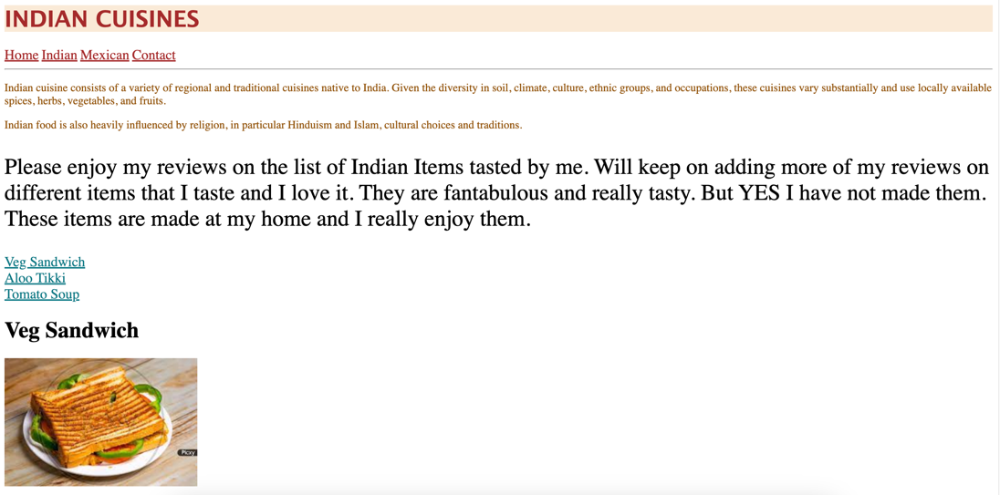 INDIAN CUISINES
Home Indian Mexican Contact
Indian cuisine consists of a variety of regional and traditional cuisines native to India. Given the diversity in soil, climate, culture, ethnic groups, and occupations, these cuisines vary substantially and use locally available
spices, herbs, vegetables, and fruits.
Indian food is also heavily influenced by religion, in particular Hinduism and Islam, cultural choices and traditions.
Please enjoy my reviews on the list of Indian Items tasted by me. Will keep on adding more of my reviews on
different items that I taste and I love it. They are fantabulous and really tasty. But YES I have not made them.
These items are made at my home and I really enjoy them.
Veg Sandwich
Aloo Tikki
Tomato Soup
Veg Sandwich
Picxy